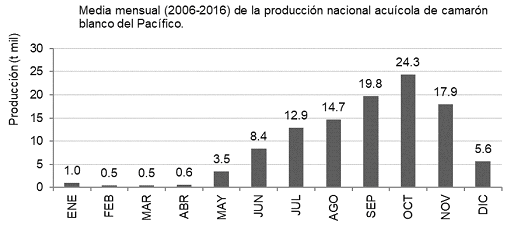 Media mensual (2006-2016) de la producción nacional acuícola de camarón
blanco del Pacífico.
Producción (t mil)
30
25
20
15
10
5
0
1.0
0.5
0.5
0.6
3.5
8.4
12.9
14.7
19.8
24.3
17.9
5.6
ENE
FEB
MAR
ABR
MAY
JUN
JUL
AGO
SEP
OCT
NOV
DIC